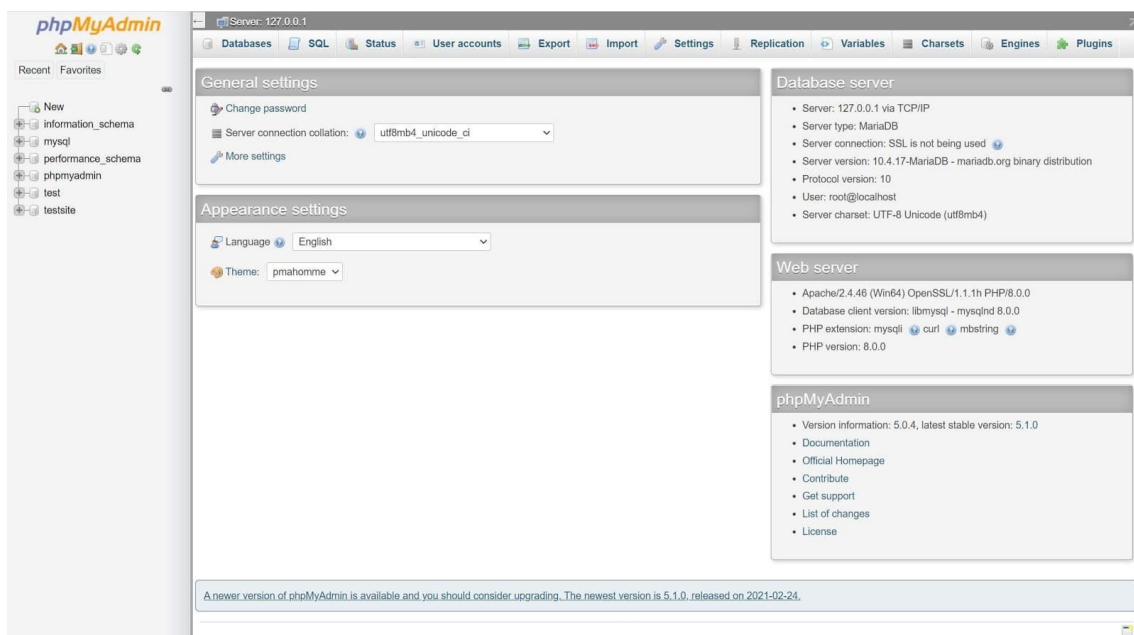 phpMyAdmin
Recent Favorites
New
information_schema
mysql
performance_schema
phpmyadmin
test
testsite
Server: 127.0.0.1
Databases SQL Status User accounts Export Import Settings Replication Variables Charsets Engines Plugins
General settings
Change password
Server connection collation: utf8mb4_unicode_ci
More settings
Appearance settings
Language English
Theme: pmahomme
Database server
• Server: 127.0.0.1 via TCP/IP
• Server type: MariaDB
• Server connection: SSL is not being used
• Server version: 10.4.17-MariaDB - mariadb.org binary distribution
• Protocol version: 10
• User: root@localhost
• Server charset: UTF-8 Unicode (utf8mb4)
Web server
• Apache/2.4.46 (Win64) OpenSSL/1.1.1h PHP/8.0.0
• Database client version: libmysql - mysqlnd 8.0.0
• PHP extension: mysqli curl mbstring
• PHP version: 8.0.0
phpMyAdmin
• Version information: 5.0.4, latest stable version: 5.1.0
• Documentation
• Official Homepage
• Contribute
• Get support
• List of changes
• License
A newer version of phpMyAdmin is available and you should consider upgrading. The newest version is 5.1.0, released on 2021-02-24.